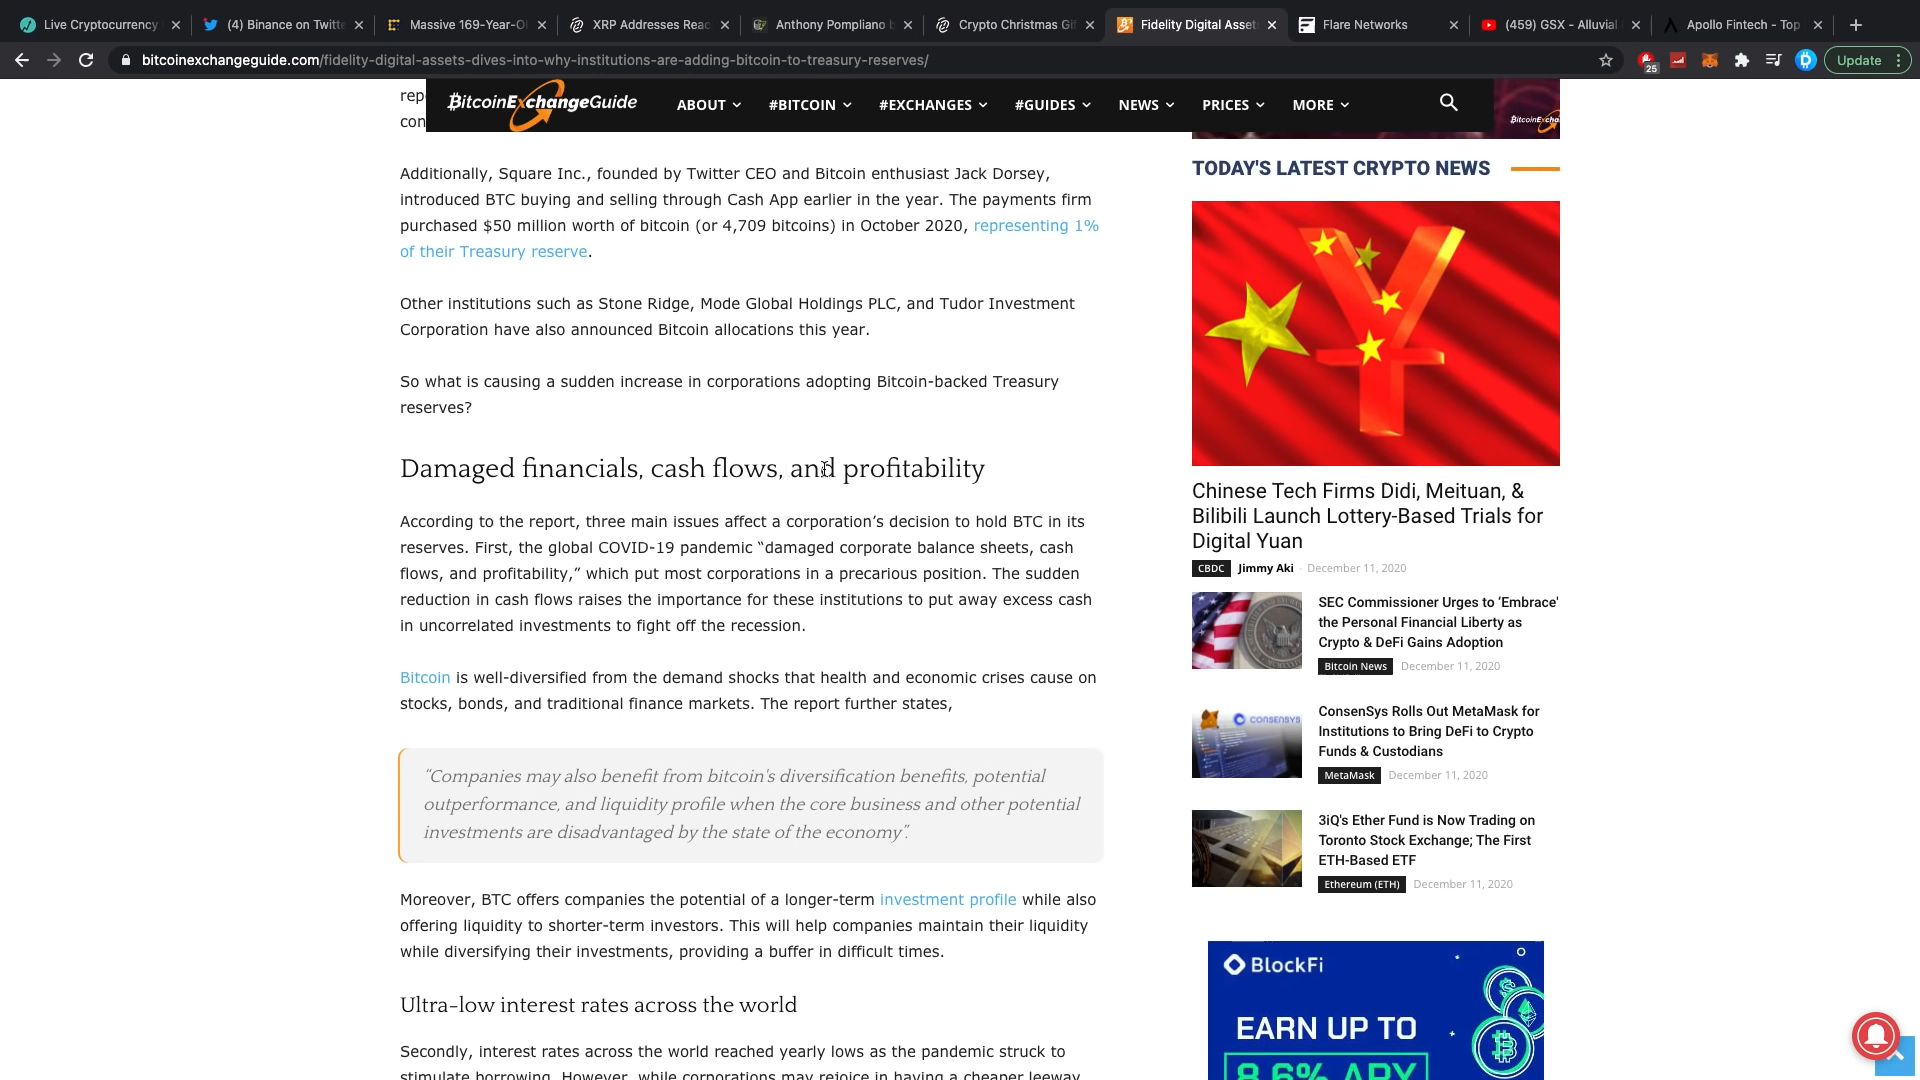 Live Cryptocurrency
(4) Binance on Twitte
Massive 169-Year-Ol
XRP Addresses Reac
Anthony Pompliano
Crypto Christmas Gif
Fidelity Digital Asset
Flare Networks
(459) GSX - Alluvial
Apollo Fintech - Top
bitcoinexchangeguide.com/fidelity-digital-assets-dives-into-why-institutions-are-adding-bitcoin-to-treasury-reserves/
25
Update
BitcoinExchangeGuide
ABOUT
#BITCOIN
#EXCHANGES
#GUIDES
NEWS
PRICES
MORE
rep
con
Additionally, Square Inc., founded by Twitter CEO and Bitcoin enthusiast Jack Dorsey,
introduced BTC buying and selling through Cash App earlier in the year. The payments firm
purchased $50 million worth of bitcoin (or 4,709 bitcoins) in October 2020, representing 1%
of their Treasury reserve.
Other institutions such as Stone Ridge, Mode Global Holdings PLC, and Tudor Investment
Corporation have also announced Bitcoin allocations this year.
So what is causing a sudden increase in corporations adopting Bitcoin-backed Treasury
reserves?
Damaged financials, cash flows, and profitability
According to the report, three main issues affect a corporation’s decision to hold BTC in its
reserves. First, the global COVID-19 pandemic “damaged corporate balance sheets, cash
flows, and profitability,” which put most corporations in a precarious position. The sudden
reduction in cash flows raises the importance for these institutions to put away excess cash
in uncorrelated investments to fight off the recession.
Bitcoin is well-diversified from the demand shocks that health and economic crises cause on
stocks, bonds, and traditional finance markets. The report further states,
“Companies may also benefit from bitcoin's diversification benefits, potential
outperformance, and liquidity profile when the core business and other potential
investments are disadvantaged by the state of the economy”.
Moreover, BTC offers companies the potential of a longer-term investment profile while also
offering liquidity to shorter-term investors. This will help companies maintain their liquidity
while diversifying their investments, providing a buffer in difficult times.
Ultra-low interest rates across the world
Secondly, interest rates across the world reached yearly lows as the pandemic struck to
stimulate borrowing. However, while corporations may rejoice in having a cheaper leeway
TODAY'S LATEST CRYPTO NEWS
Chinese Tech Firms Didi, Meituan, &
Bilibili Launch Lottery-Based Trials for
Digital Yuan
CBDC Jimmy Aki - December 11, 2020
SEC Commissioner Urges to ‘Embrace’
the Personal Financial Liberty as
Crypto & DeFi Gains Adoption
Bitcoin News December 11, 2020
CONSENSYS
ConsenSys Rolls Out MetaMask for
Institutions to Bring DeFi to Crypto
Funds & Custodians
MetaMask December 11, 2020
3iQ's Ether Fund is Now Trading on
Toronto Stock Exchange; The First
ETH-Based ETF
Ethereum (ETH) December 11, 2020
BlockFi
EARN UP TO
8.6% APY